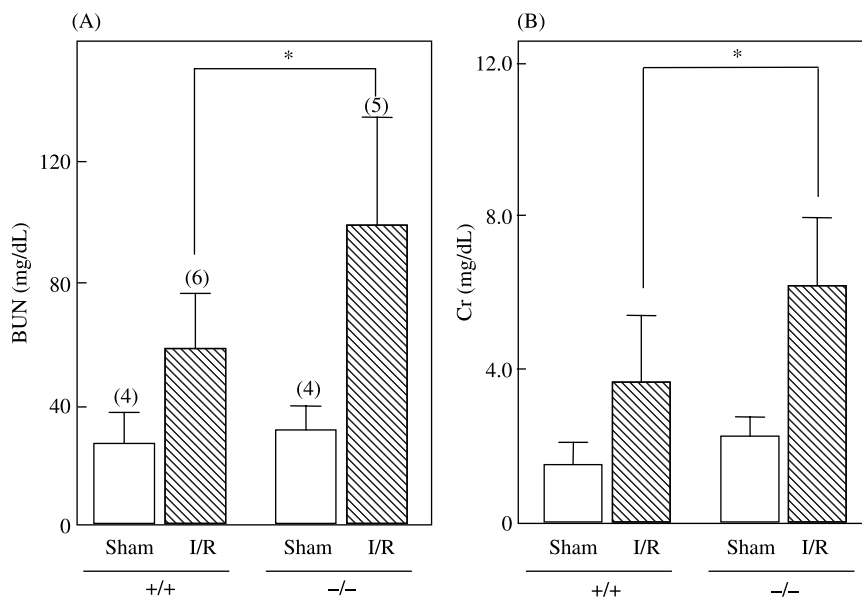 (A)
BUN (mg/dL)
120
80
40
0
(4)
(6)
(4)
(5)
*
Sham I/R Sham I/R
+/+ –/–
(B)
Cr (mg/dL)
12.0
8.0
4.0
0
*
Sham I/R Sham I/R
+/+ –/–